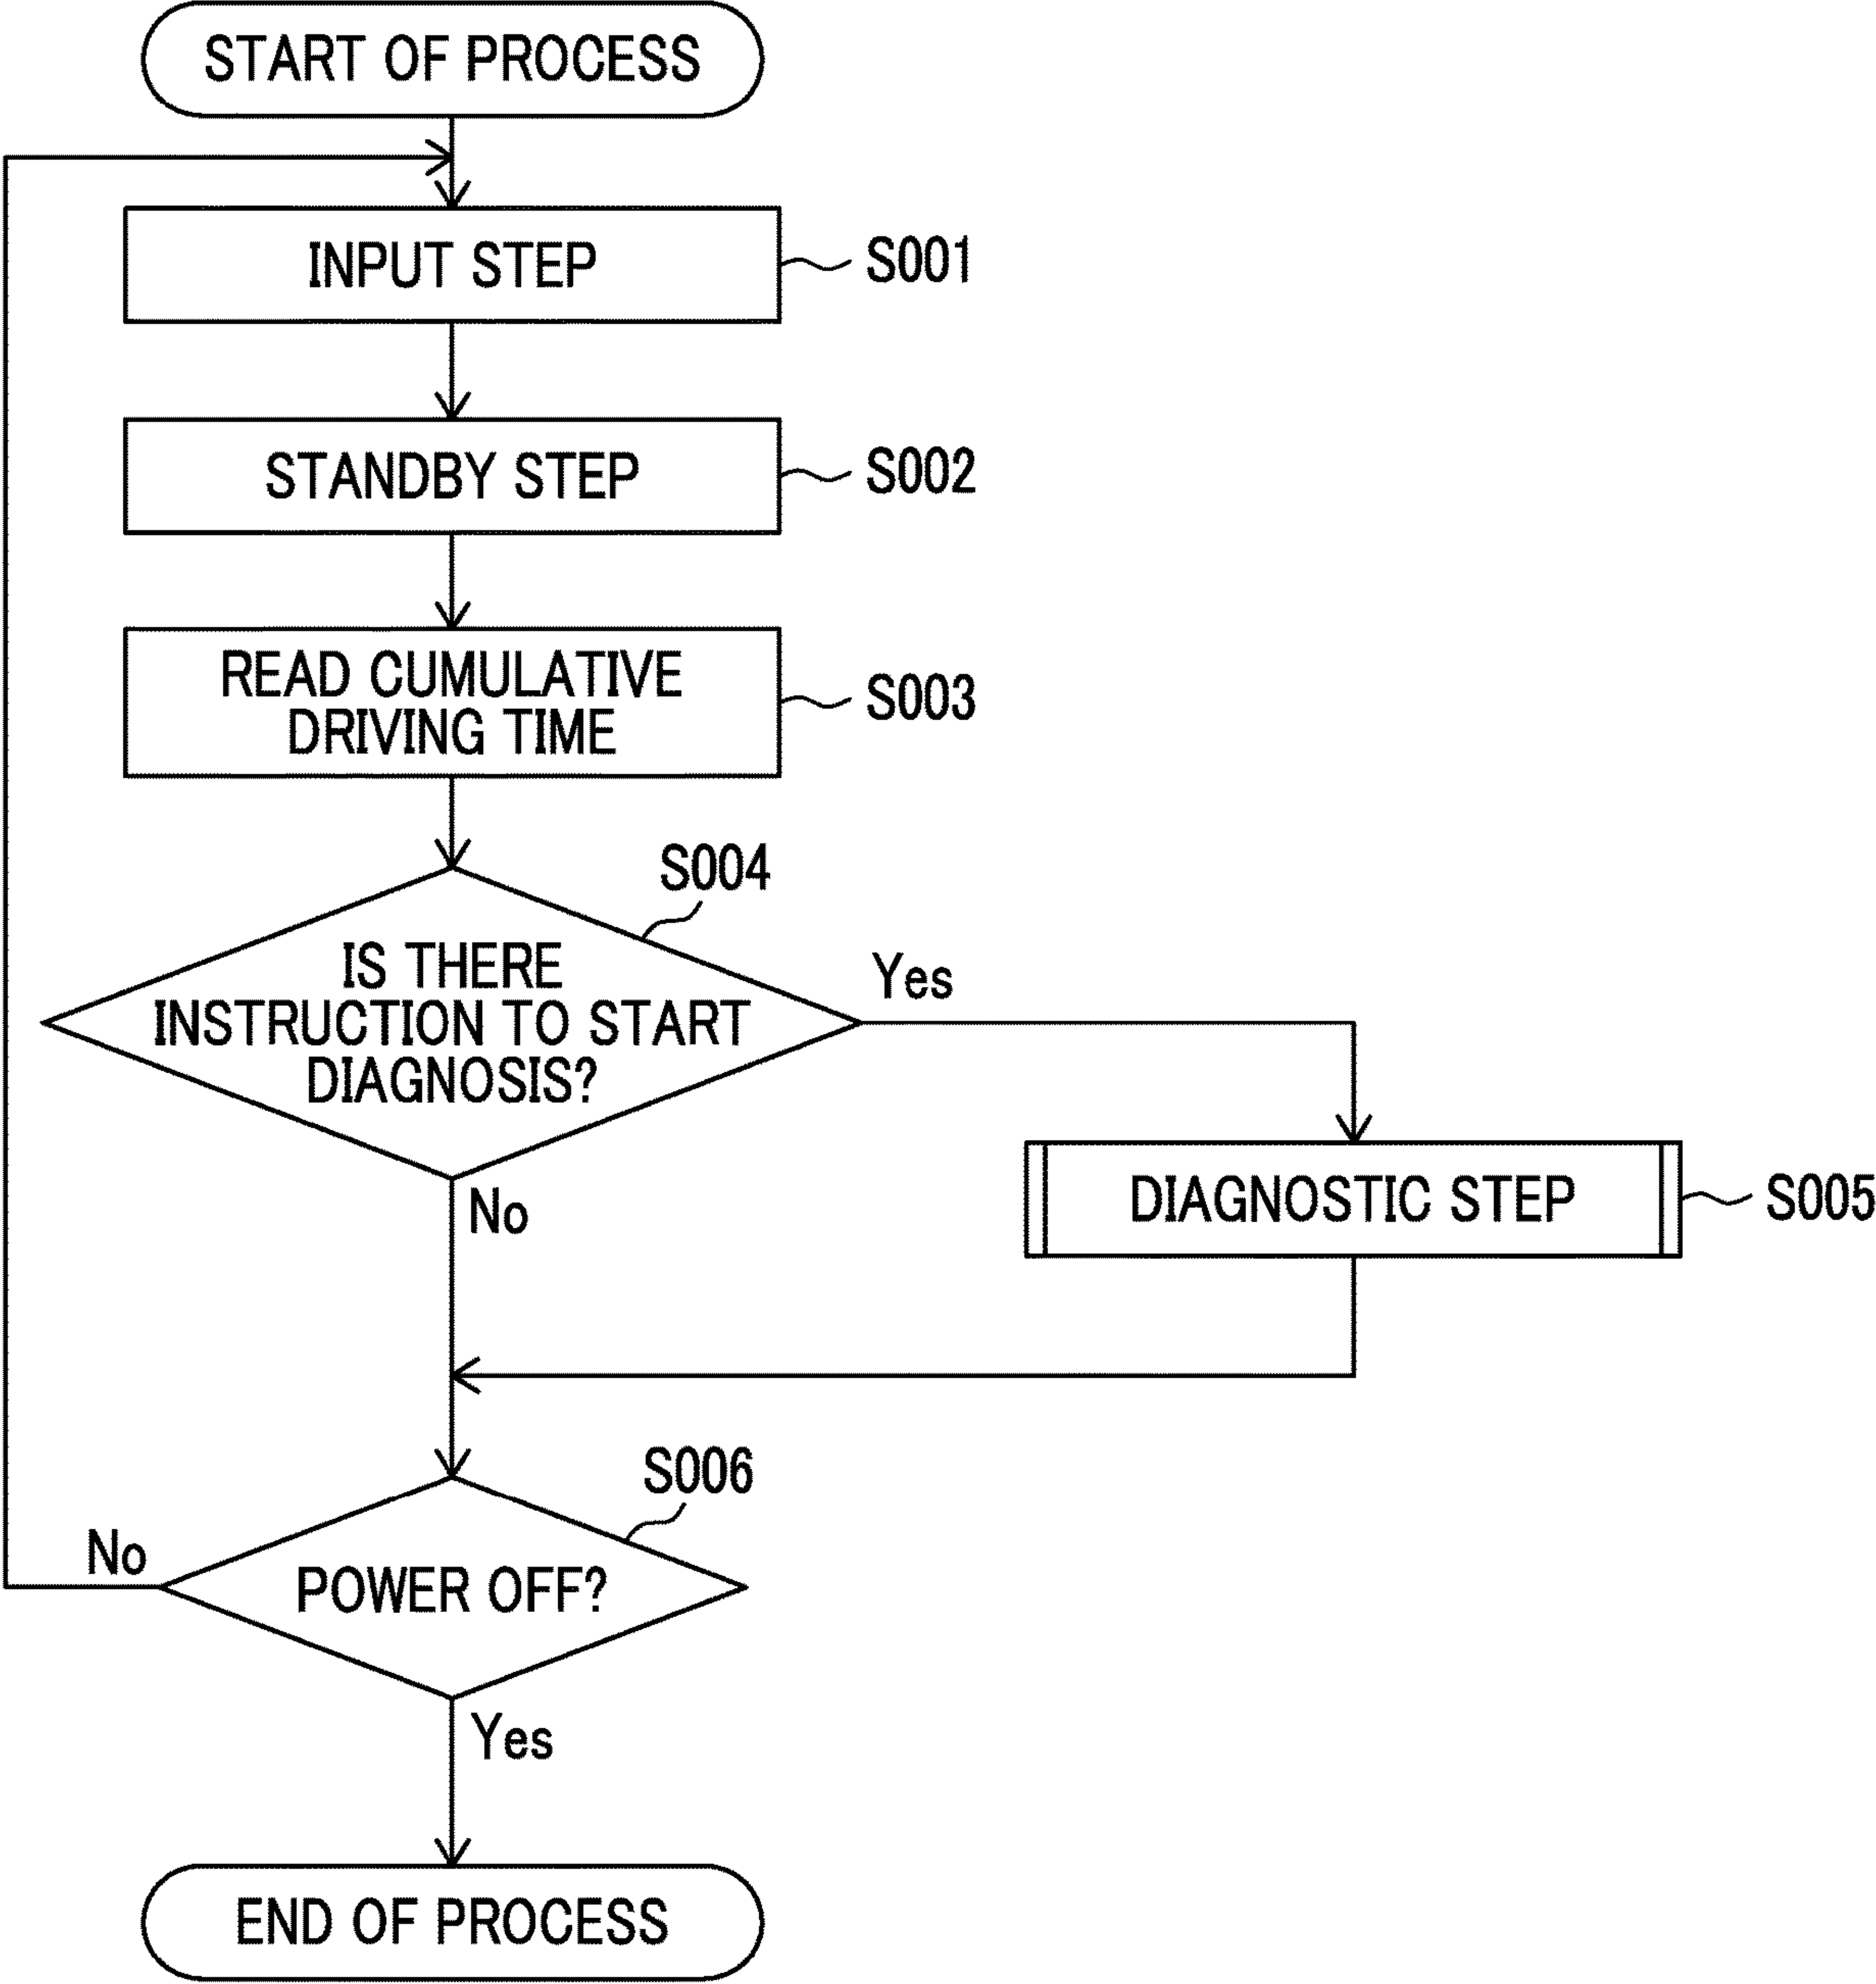 START OF PROCESS
INPUT STEP
S001
STANDBY STEP
S002
READ CUMULATIVE
DRIVING TIME
S003
S004
IS THERE
INSTRUCTION TO START
DIAGNOSIS?
Yes
No
DIAGNOSTIC STEP
S005
S006
POWER OFF?
No
Yes
END OF PROCESS